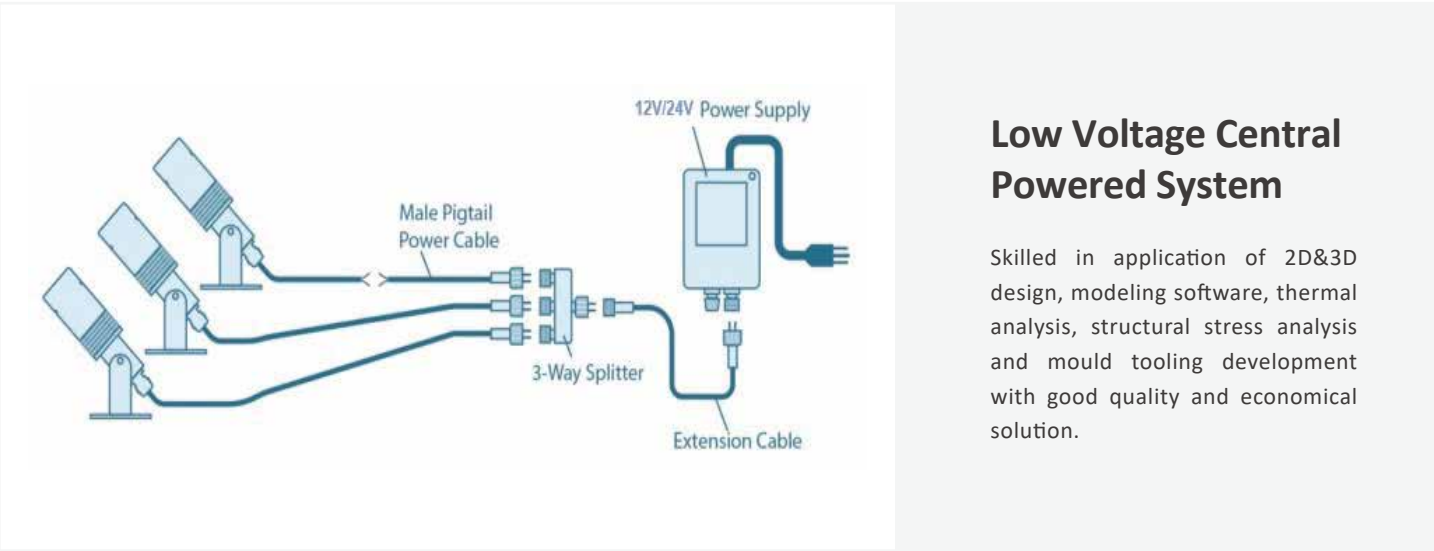 12V/24V Power Supply
Male Pigtail
Power Cable
3-Way Splitter
Extension Cable
Low Voltage Central
Powered System
Skilled in application of 2D&3D
design, modeling software, thermal
analysis, structural stress analysis
and mould tooling development
with good quality and economical
solution.